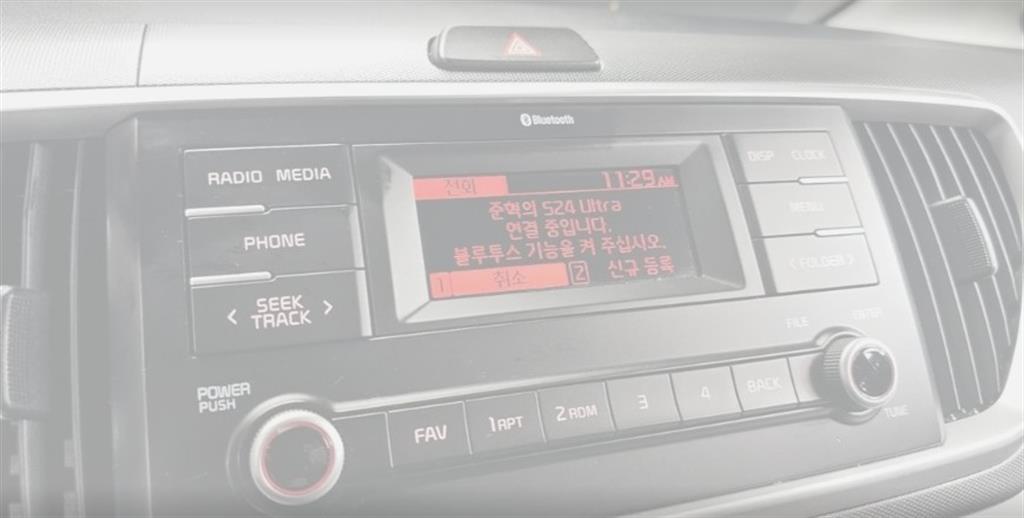 Bluetooth
RADIO MEDIA
PHONE
< SEEK TRACK >
전화 11:29 AM
준혁의 S24 Ultra
연결 중입니다.
블루투스 기능을 켜 주십시오.
1 취소 2 신규 등록
DISP CLOCK
MENU
< FOLDER >
POWER
PUSH
FAV
1 RPT
2 RDM
3
4
BACK
FILE
ENTER
TUNE